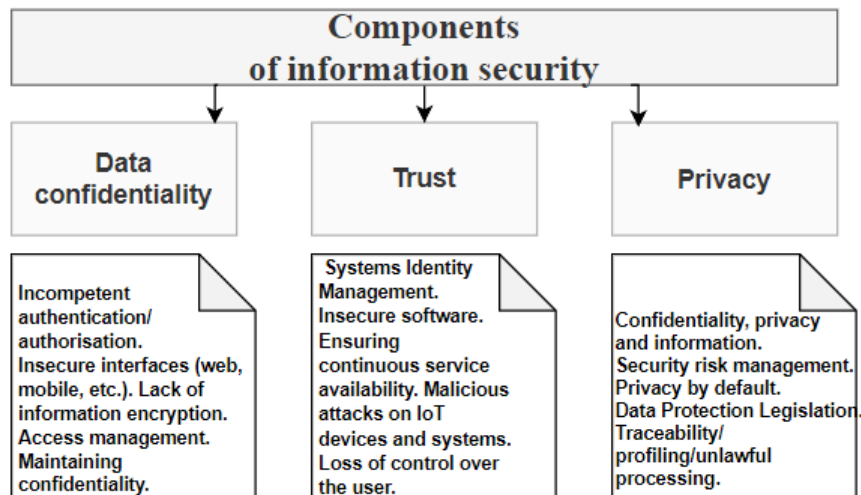 Components
of information security
Data
confidentiality
Trust
Privacy
Incompetent
authentication/
authorisation.
Insecure interfaces (web,
mobile, etc.). Lack of
information encryption.
Access management.
Maintaining
confidentiality.
Systems Identity
Management.
Insecure software.
Ensuring
continuous service
availability. Malicious
attacks on IoT
devices and systems.
Loss of control over
the user.
Confidentiality, privacy
and information.
Security risk management.
Privacy by default.
Data Protection Legislation.
Traceability/
profiling/unlawful
processing.